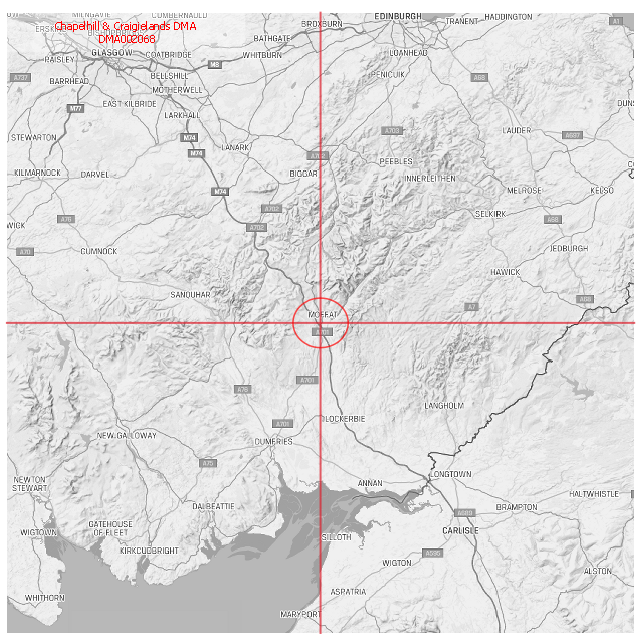 MILNGAVIE
CUMBERNAULD
Chapelhill & Craigielands DMA
DMA002068
GLASGOW
PAISLEY
COATBRIDGE
BARRHEAD
BELLSHILL
MOTHERWELL
EAST KILBRIDE
LARKHALL
BATHGATE
WHITBURN
BROXBURN
EDINBURGH
TRANENT
HADDINGTON
LOANHEAD
PENICUIK
M8
A737
M77
A68
A1
STEWARTON
M74
M74
LANARK
A702
A703
LAUDER
A697
KILMARNOCK
DARVEL
M74
BIGGAR
PEEBLES
INNERLEITHEN
MELROSE
KELSO
A76
A702
A702
SELKIRK
A68
A70
CUMNOCK
JEDBURGH
HAWICK
SANQUHAR
MOFFAT
A7
A68
A701
A76
LANGHOLM
LOCKERBIE
A701
NEW GALLOWAY
DUMFRIES
A75
NEWTON
STEWART
ANNAN
LONGTOWN
HALTWHISTLE
DALBEATTIE
BRAMPTON
A689
WIGTOWN
GATEHOUSE
OF FLEET
KIRKCUDBRIGHT
SILLOTH
CARLISLE
A595
WIGTON
ALSTON
WHITHORN
ASPATRIA
MARYPORT